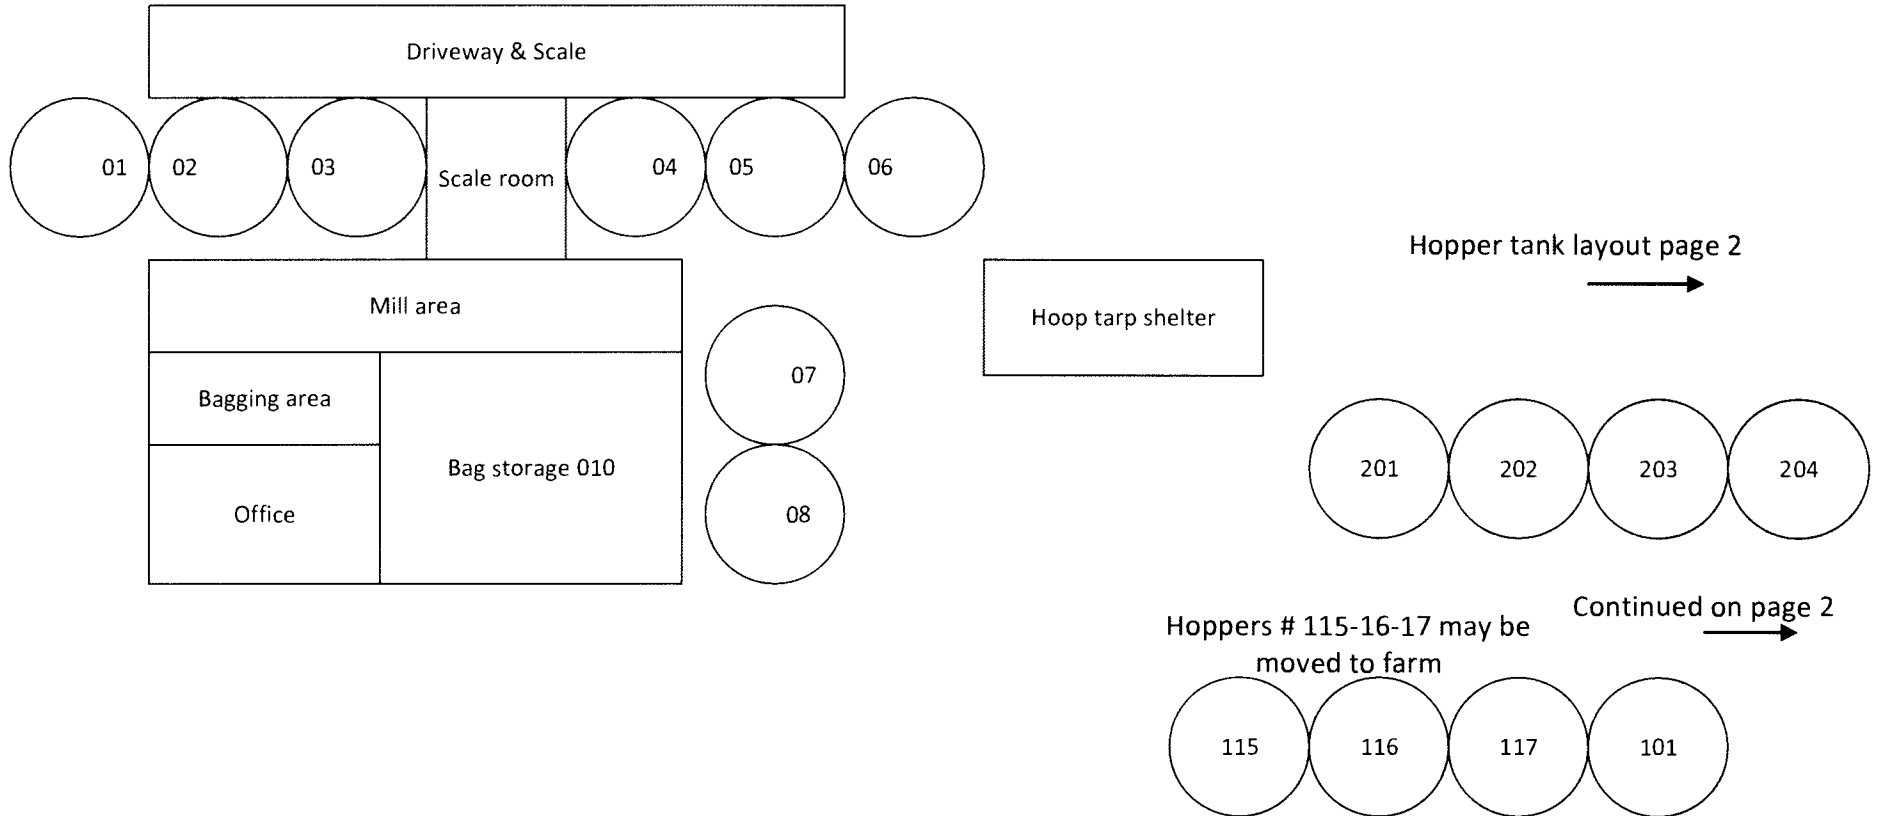 Driveway & Scale
01 02 03 Scale room 04 05 06
Hopper tank layout page 2
Mill area
Hoop tarp shelter
Bagging area
07
Bag storage 010
Office
08
201 202 203 204
Continued on page 2
Hoppers # 115-16-17 may be
moved to farm
115 116 117 101